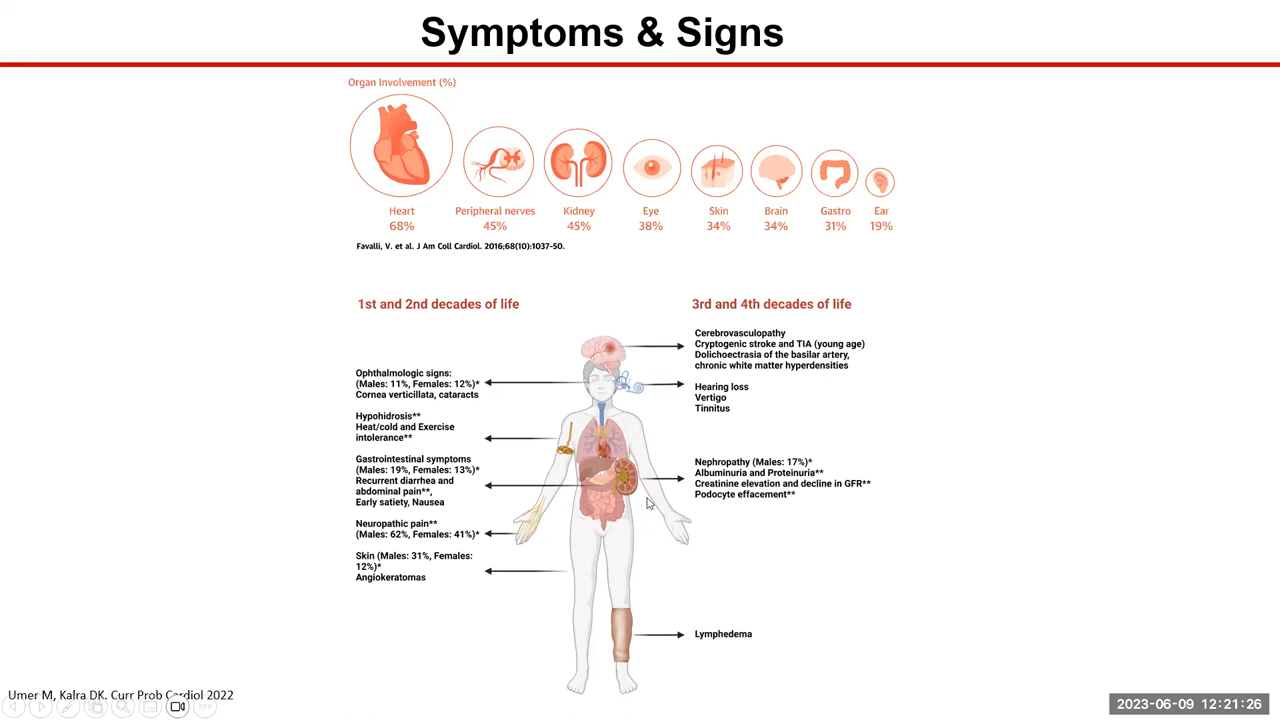 Symptoms & Signs
Organ Involvement (%)
Heart
68%
Peripheral nerves
45%
Kidney
45%
Eye
38%
Skin
34%
Brain
34%
Gastro
31%
Ear
19%
Favalli, V. et al. J Am Coll Cardiol. 2016;68(10):1037-50.
1st and 2nd decades of life
Ophthalmologic signs:
(Males: 11%, Females: 12%)*
Cornea verticillata, cataracts
Hypohidrosis**
Heat/cold and Exercise
intolerance**
Gastrointestinal symptoms
(Males: 19%, Females: 13%)*
Recurrent diarrhea and
abdominal pain**,
Early satiety, Nausea
Neuropathic pain**
(Males: 62%, Females: 41%)*
Skin (Males: 31%, Females:
12%)*
Angiokeratomas
3rd and 4th decades of life
Cerebrovasculopathy
Cryptogenic stroke and TIA (young age)
Dolichoectrasia of the basilar artery,
chronic white matter hyperdensities
Hearing loss
Vertigo
Tinnitus
Nephropathy (Males: 17%)*
Albuminuria and Proteinuria**
Creatinine elevation and decline in GFR**
Podocyte effacement**
Lymphedema
Umer M, Kalra DK. Curr Prob Cardiol 2022
2023-06-09 12:21:26